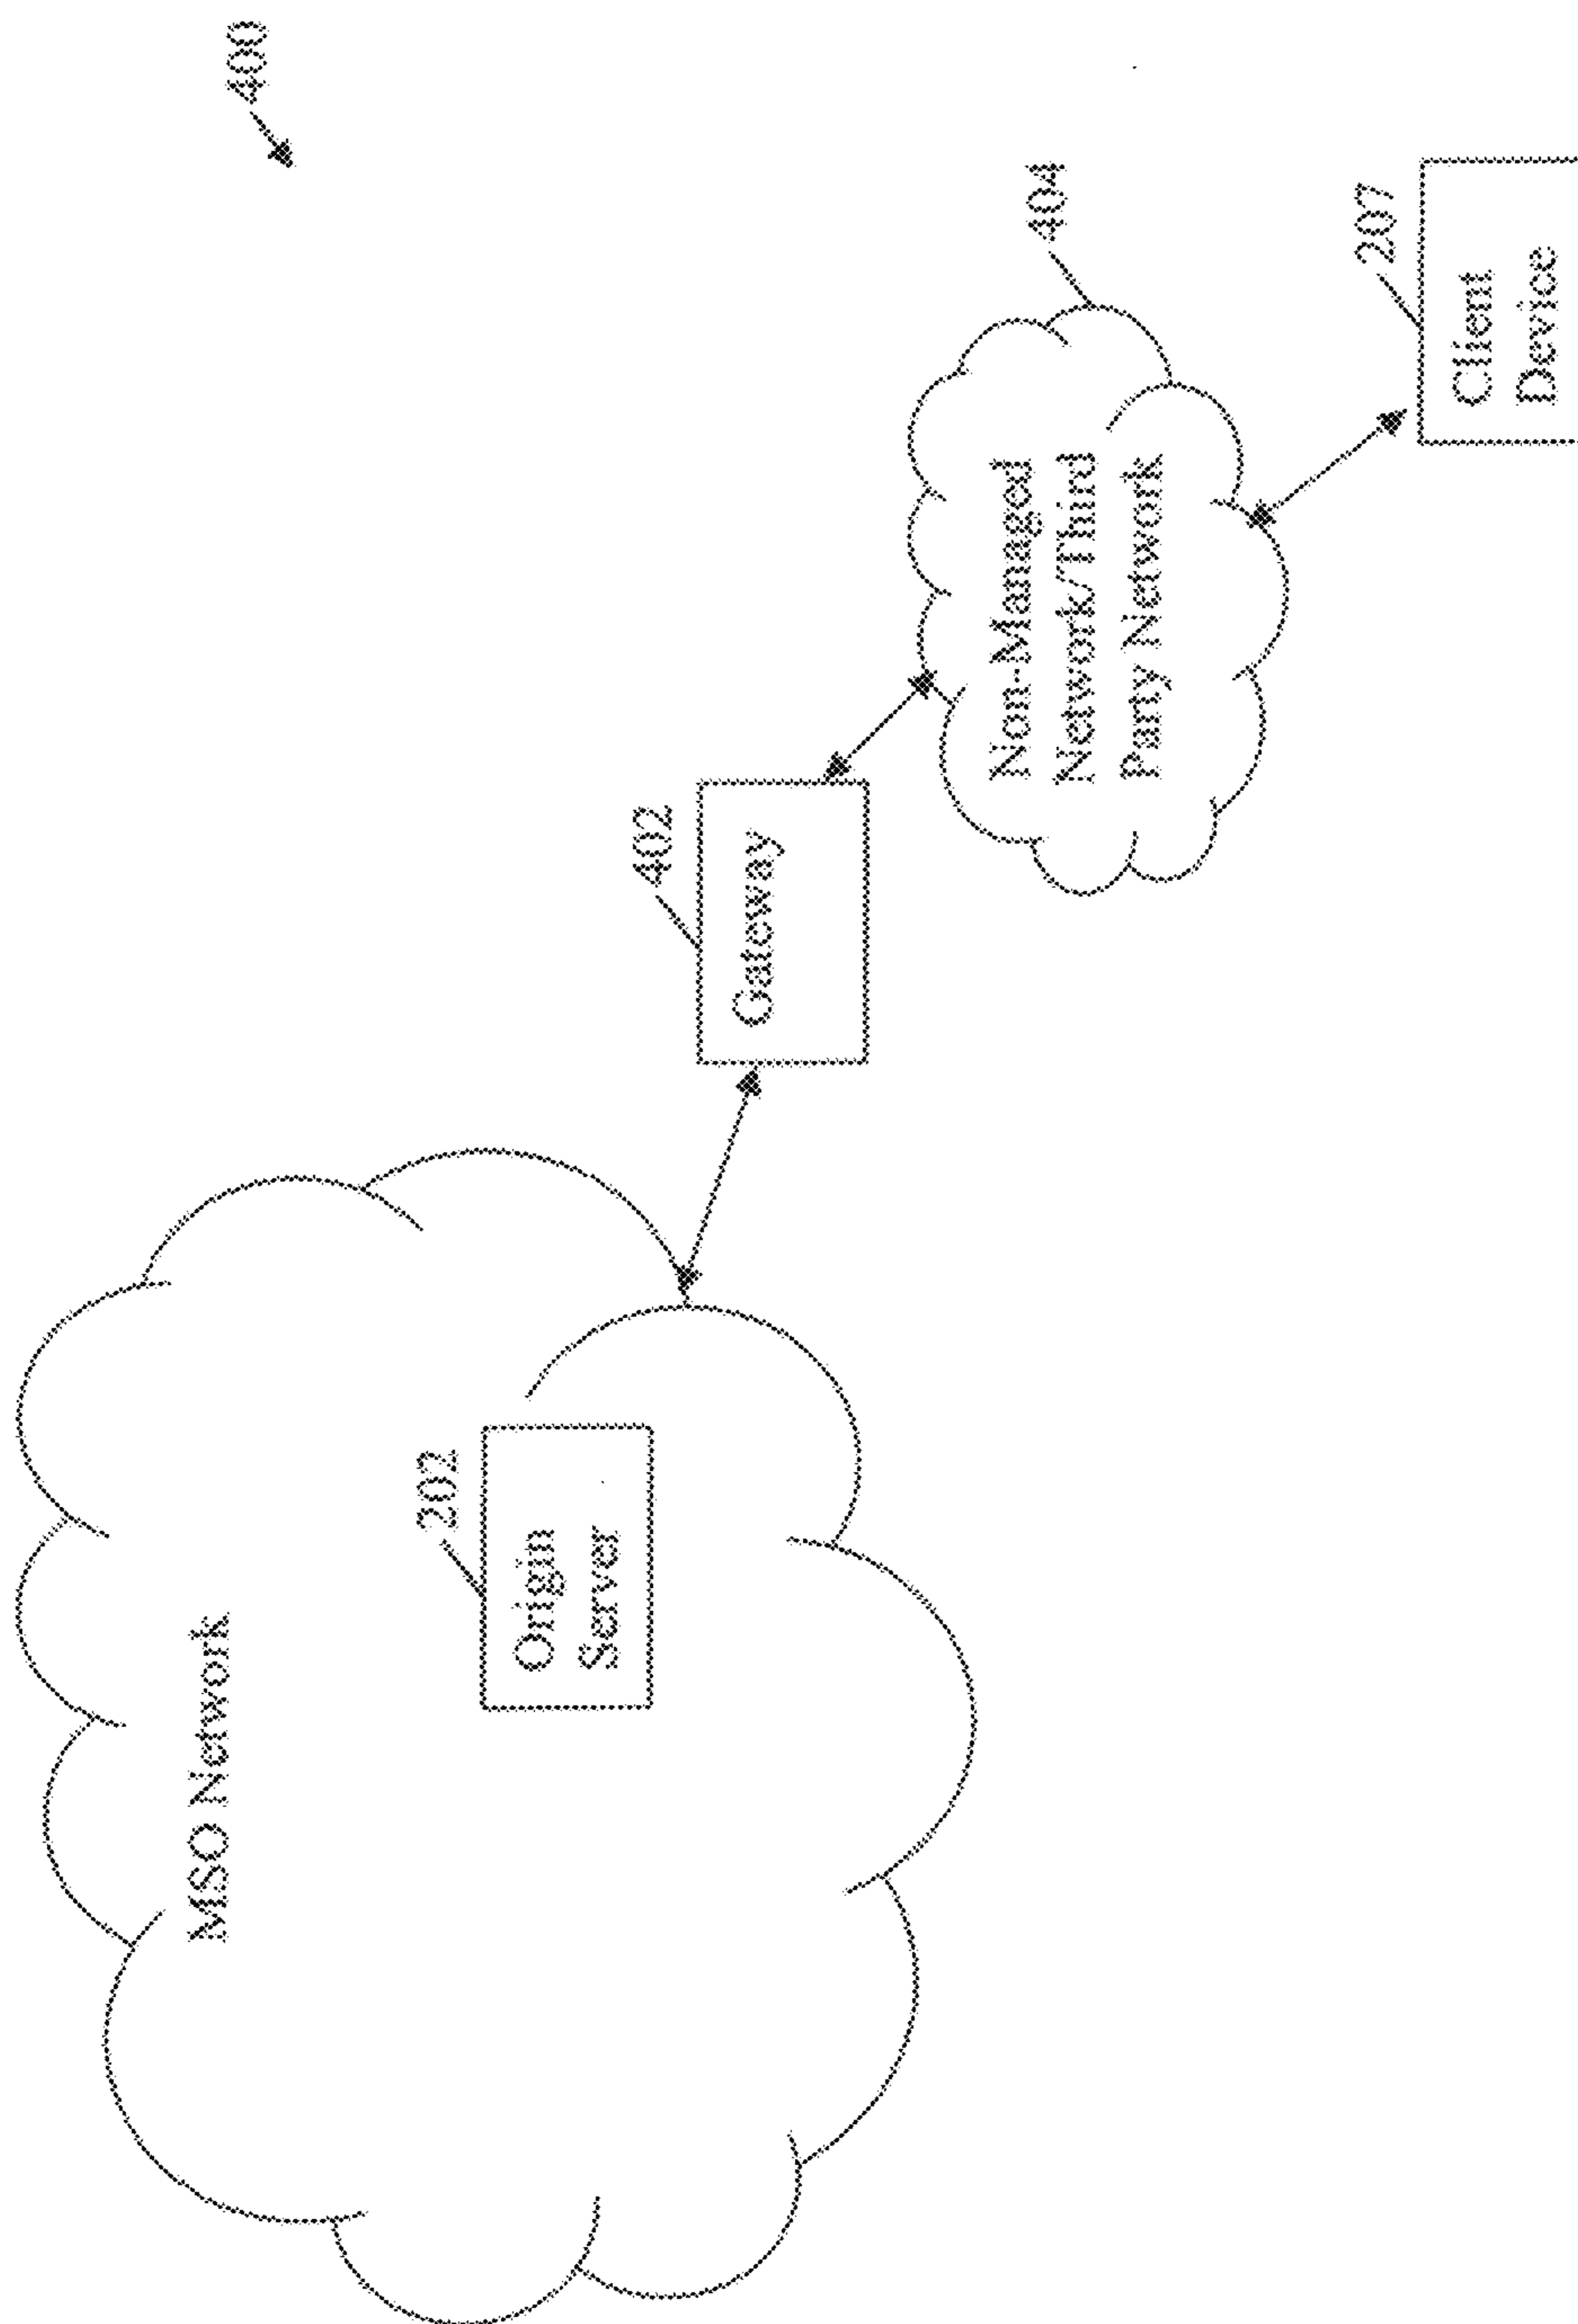 400
MSO Network
202
Origin
Server
402
Gateway
404
Non-Managed
Network/Third
Party Network
207
Client
Device